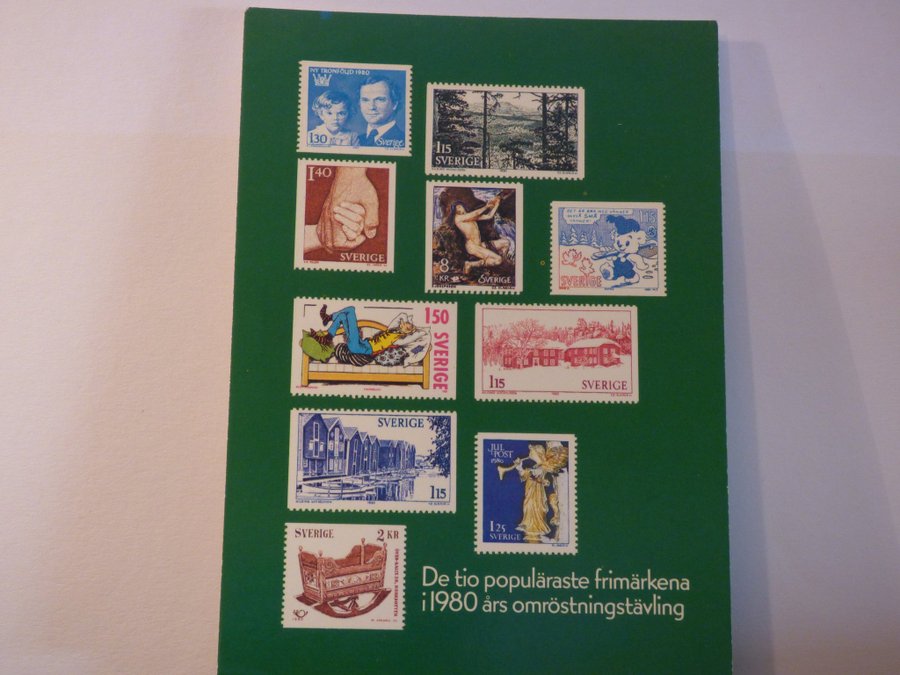 NY TRONFÖLJD 1980
1.30 Sverige
1.15
SVERIGE
1.40
SVERIGE
8
KR SVERIGE
1.15
SVERIGE
1.50 SVERIGE
1.15 SVERIGE
SVERIGE
1.15
JUL
POST
1980
1.25
SVERIGE
SVERIGE 2 KR
De tio populäraste frimärkena
i 1980 års omröstningstävling